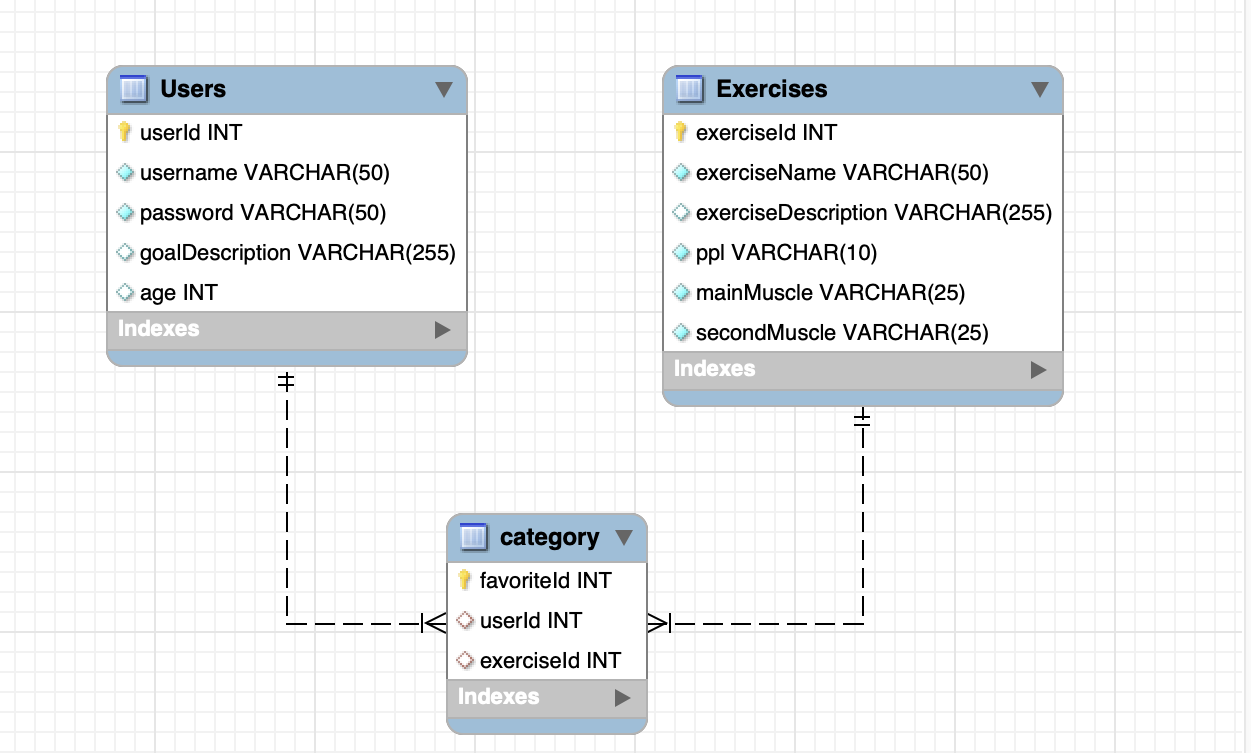 Users
userId INT
username VARCHAR(50)
password VARCHAR(50)
goalDescription VARCHAR(255)
age INT
Indexes
Exercises
exerciseId INT
exerciseName VARCHAR(50)
exerciseDescription VARCHAR(255)
ppl VARCHAR(10)
mainMuscle VARCHAR(25)
secondMuscle VARCHAR(25)
Indexes
category
favoriteId INT
userId INT
exerciseId INT
Indexes